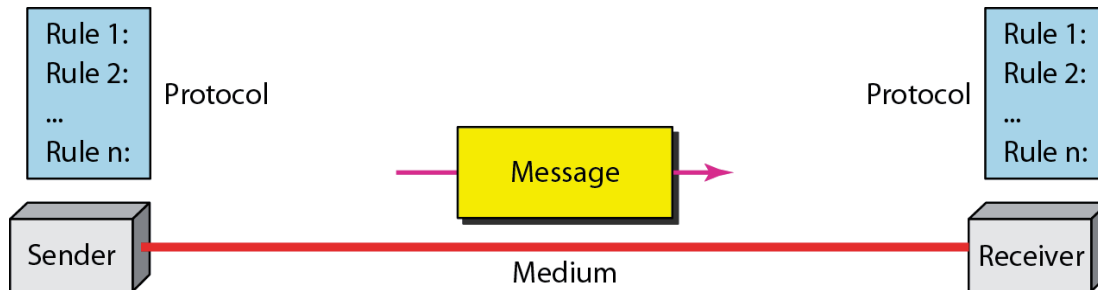 Rule 1:
Rule 2:
...
Rule n:
Protocol
Message
Protocol
Rule 1:
Rule 2:
...
Rule n:
Sender
Medium
Receiver